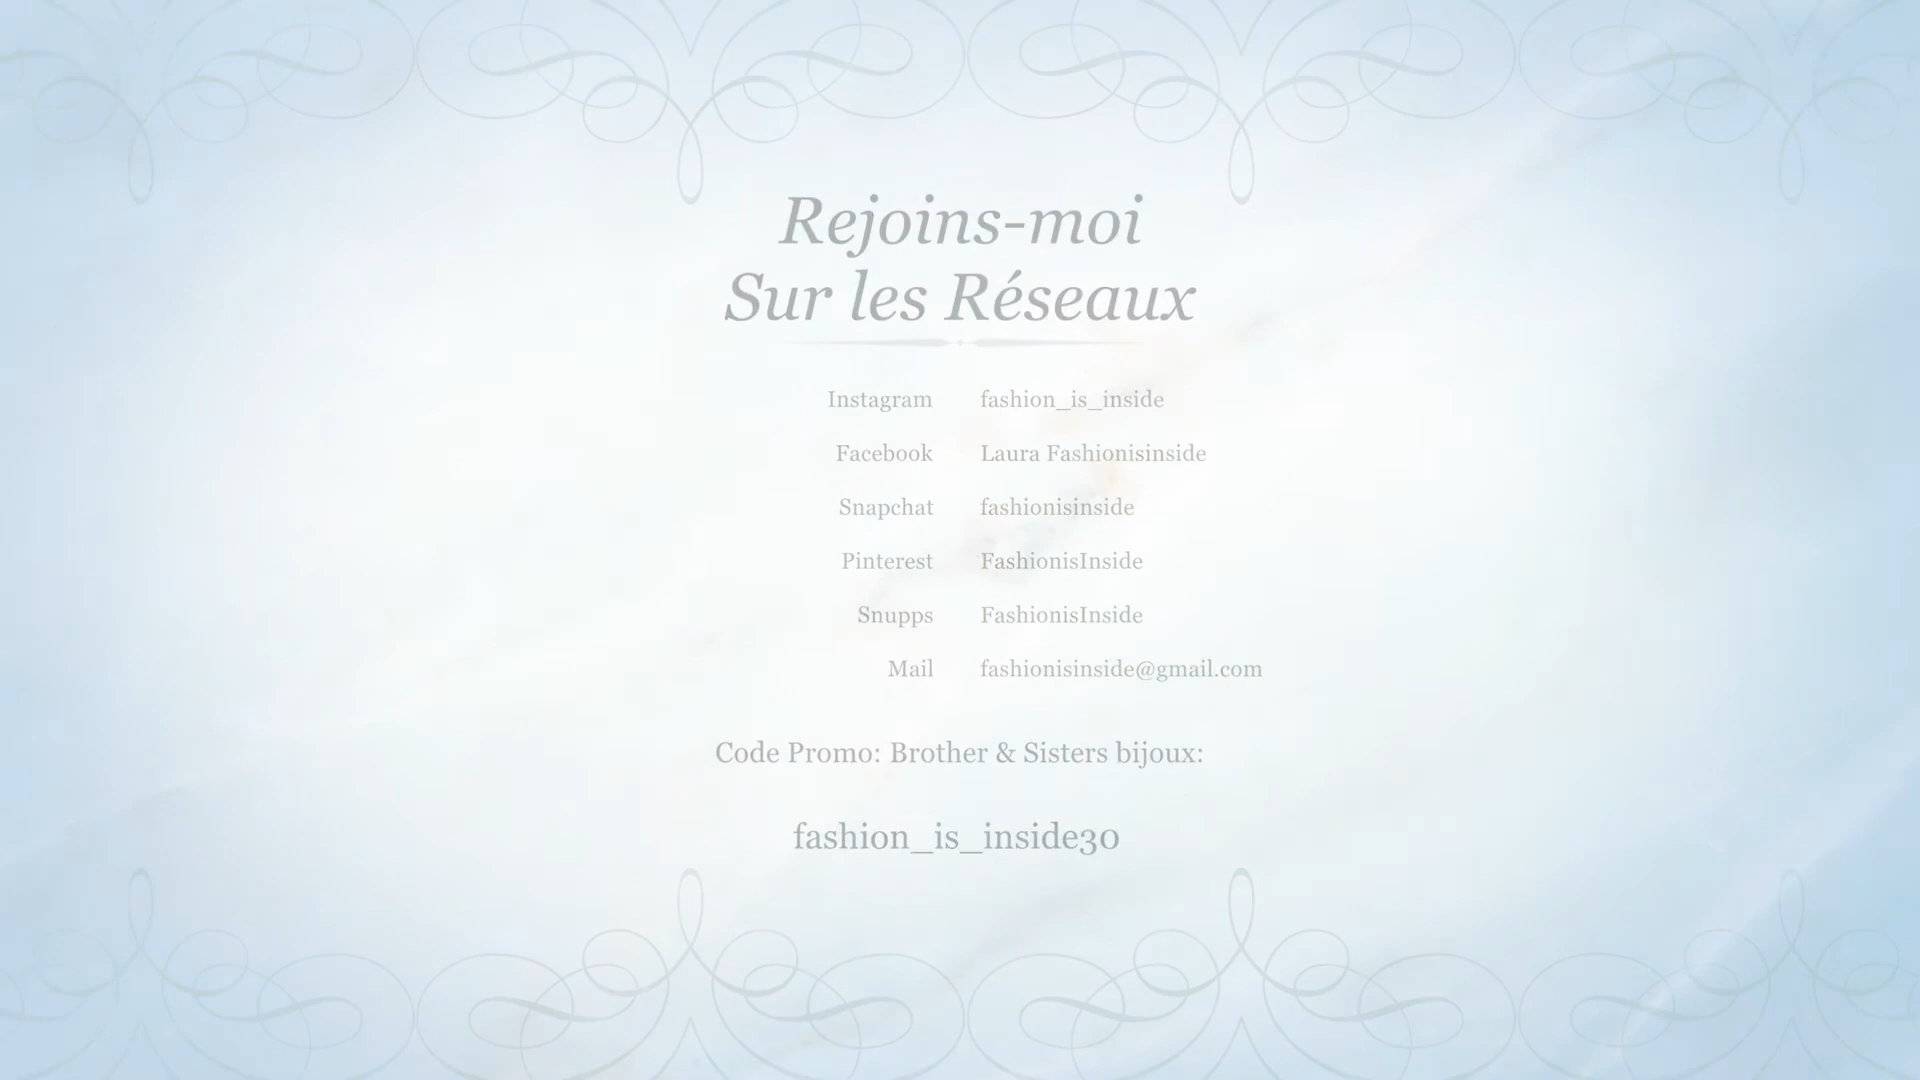 Rejoins-moi
Sur les Réseaux
Instagram fashion_is_inside
Facebook Laura Fashionisinside
Snapchat fashionisinside
Pinterest FashionisInside
Snupps FashionisInside
Mail fashionisinside@gmail.com
Code Promo: Brother & Sisters bijoux:
fashion_is_inside30